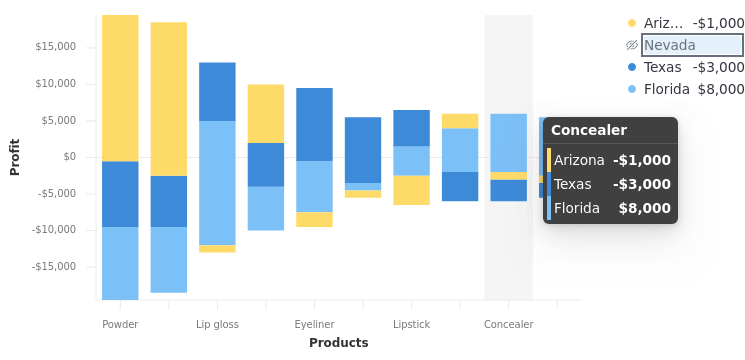 Profit
$15,000
$10,000
$5,000
$0
-$5,000
-$10,000
-$15,000
Powder
Lip gloss
Eyeliner
Lipstick
Concealer
Products
Ariz... -$1,000
Nevada
Texas -$3,000
Florida $8,000
Concealer
Arizona -$1,000
Texas -$3,000
Florida $8,000